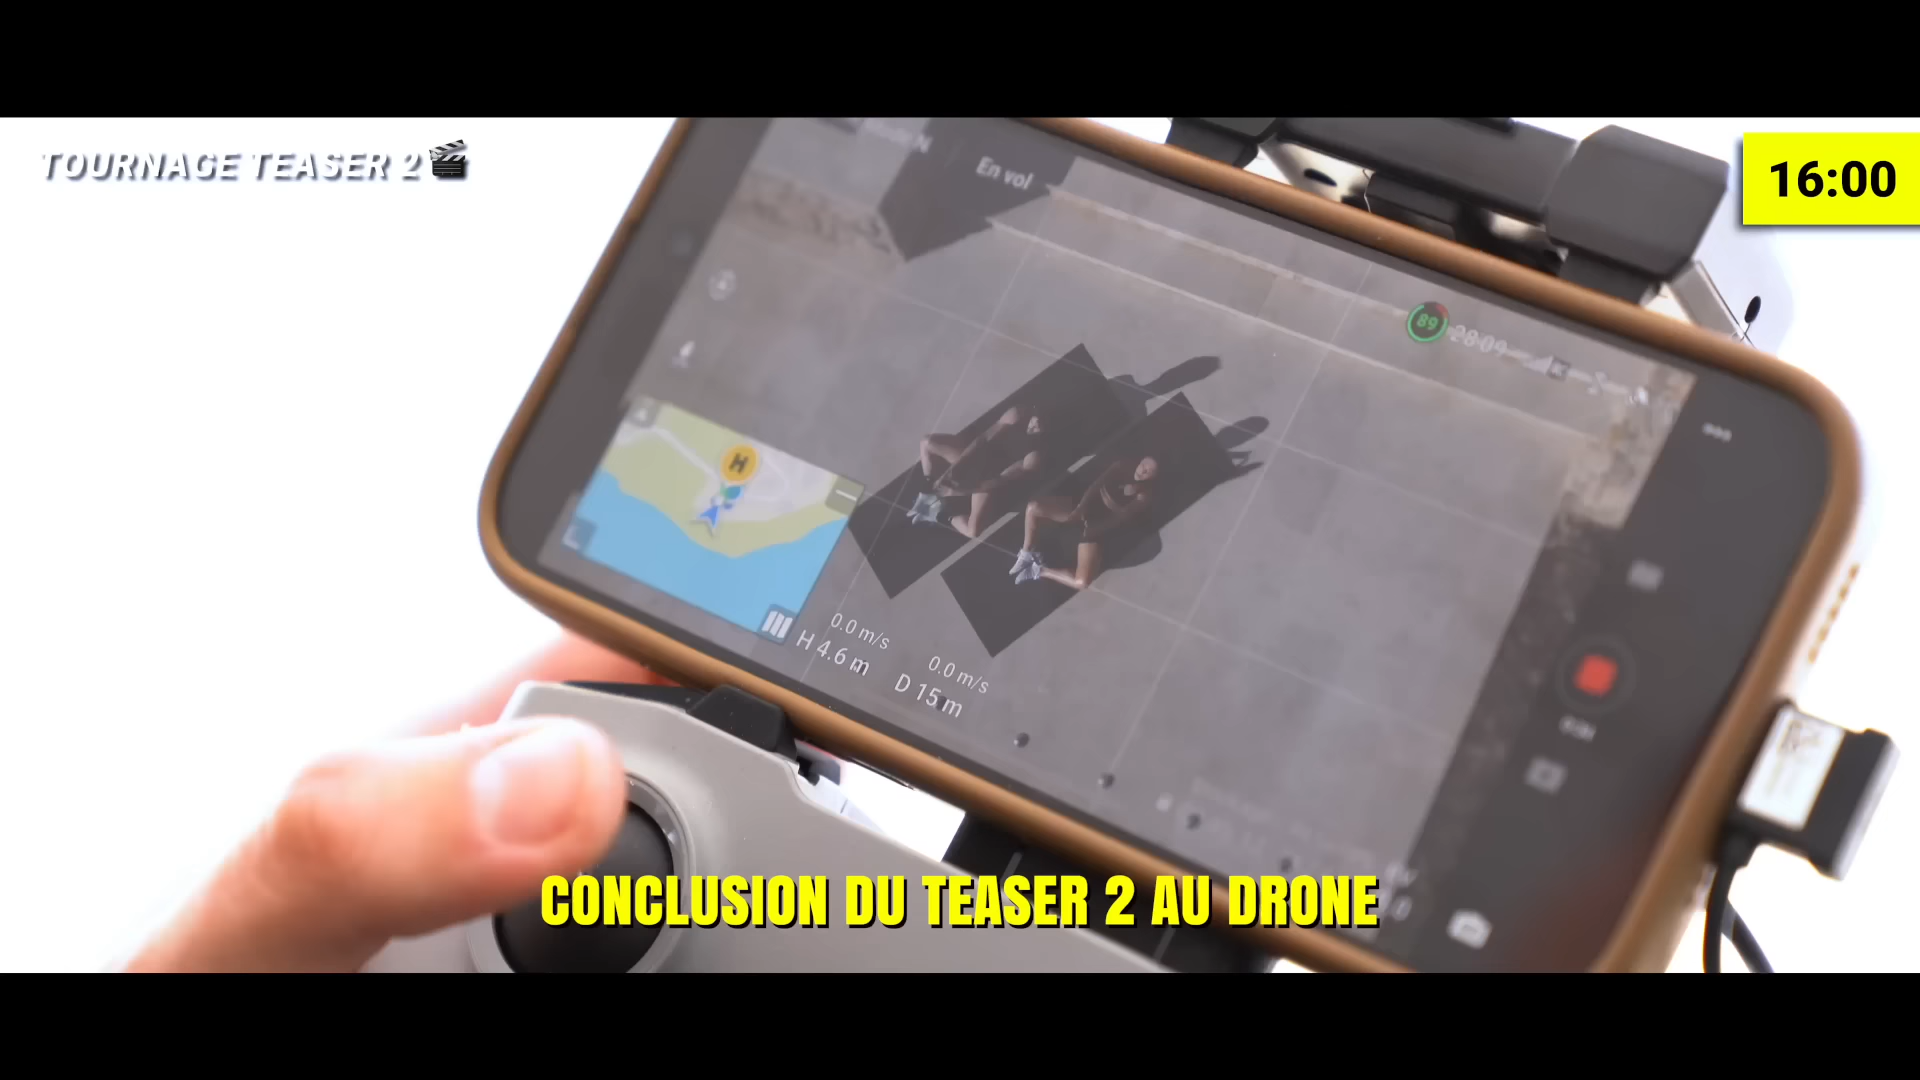 TOURNAGE TEASER 2🎬
16:00
En vol
89
28:09
H
0.0 m/s
H 4.6 m
0.0 m/s
D 15 m
CONCLUSION DU TEASER 2 AU DRONE